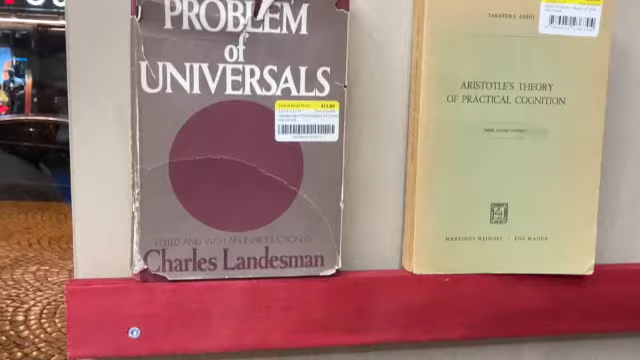 PROBLEM
of
UNIVERSALS
EDITED AND WITH AN INTRODUCTION BY
Charles Landesman
TAKATURA ANDO
ARISTOTLE'S THEORY
OF PRACTICAL COGNITION
MARTINUS NIJHOFF / THE HAGUE